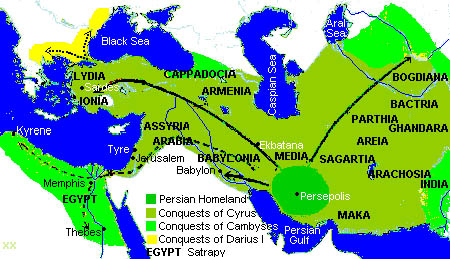 Aral
Sea
Black Sea
BOGDIANA
LYDIA
CAPPADOCIA
Sardes
ARMENIA
Caspian Sea
BACTRIA
IONIA
PARTHIA
GHANDARA
Kyrene
ASSYRIA
AREIA
Tyre
ARABIA
Ekbatana
Jerusalem
BABYLONIA
MEDIA
SAGARTIA
Babylon
ARACHOSIA
Memphis
INDIA
EGYPT
Persepolis
MAKA
Thebes
Persian
Gulf
Persian Homeland
Conquests of Cyrus
Conquests of Cambyses
Conquests of Darius I
EGYPT Satrapy
xx